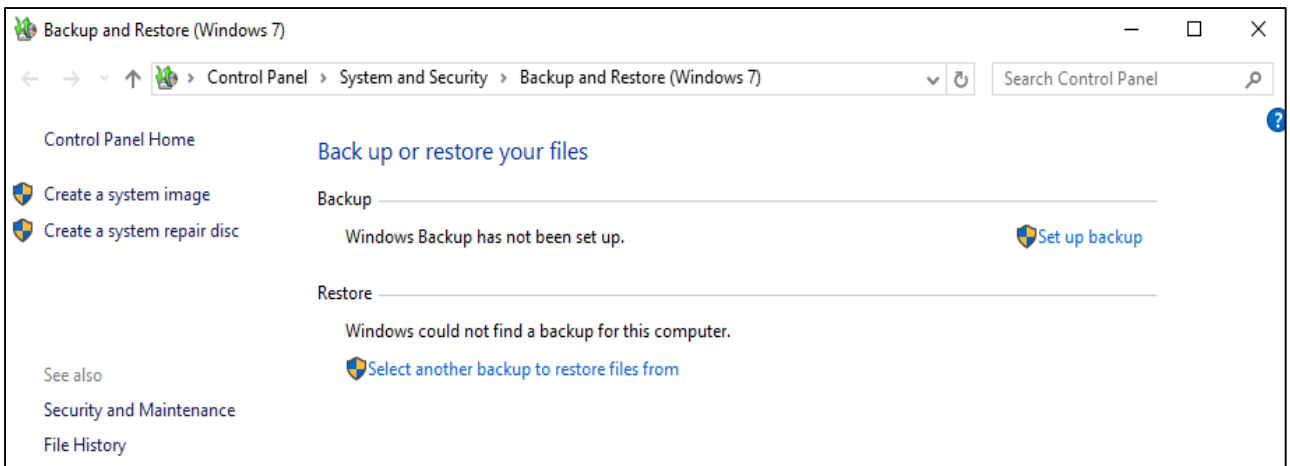 Backup and Restore (Windows 7)
Control Panel > System and Security > Backup and Restore (Windows 7)
Search Control Panel
?
Control Panel Home
Create a system image
Create a system repair disc
Back up or restore your files
Backup
Windows Backup has not been set up.
Set up backup
Restore
Windows could not find a backup for this computer.
Select another backup to restore files from
See also
Security and Maintenance
File History